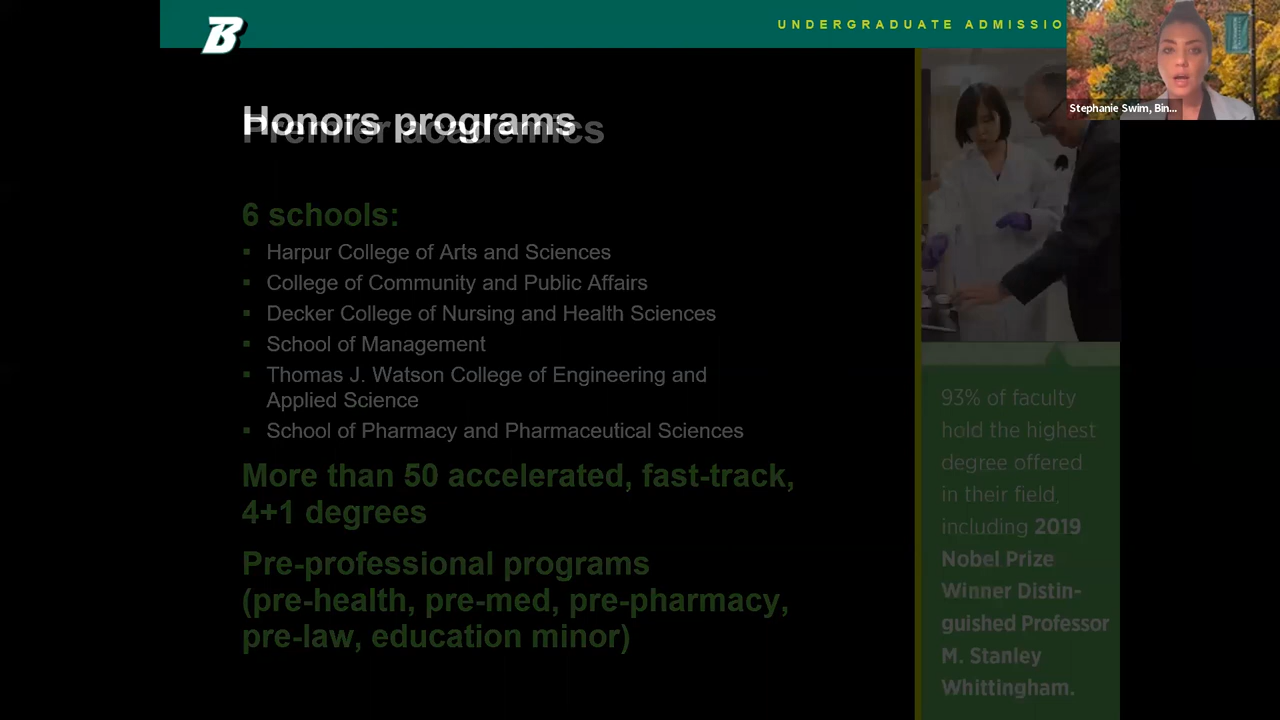 B
UNDERGRADUATE ADMISSIO
Stephanie Swim, Bin...
Honors programs
Premier academics
6 schools:
▪ Harpur College of Arts and Sciences
▪ College of Community and Public Affairs
▪ Decker College of Nursing and Health Sciences
▪ School of Management
▪ Thomas J. Watson College of Engineering and
Applied Science
▪ School of Pharmacy and Pharmaceutical Sciences
More than 50 accelerated, fast-track,
4+1 degrees
Pre-professional programs
(pre-health, pre-med, pre-pharmacy,
pre-law, education minor)
93% of faculty
hold the highest
degree offered
in their field,
including 2019
Nobel Prize
Winner Distin-
guished Professor
M. Stanley
Whittingham.